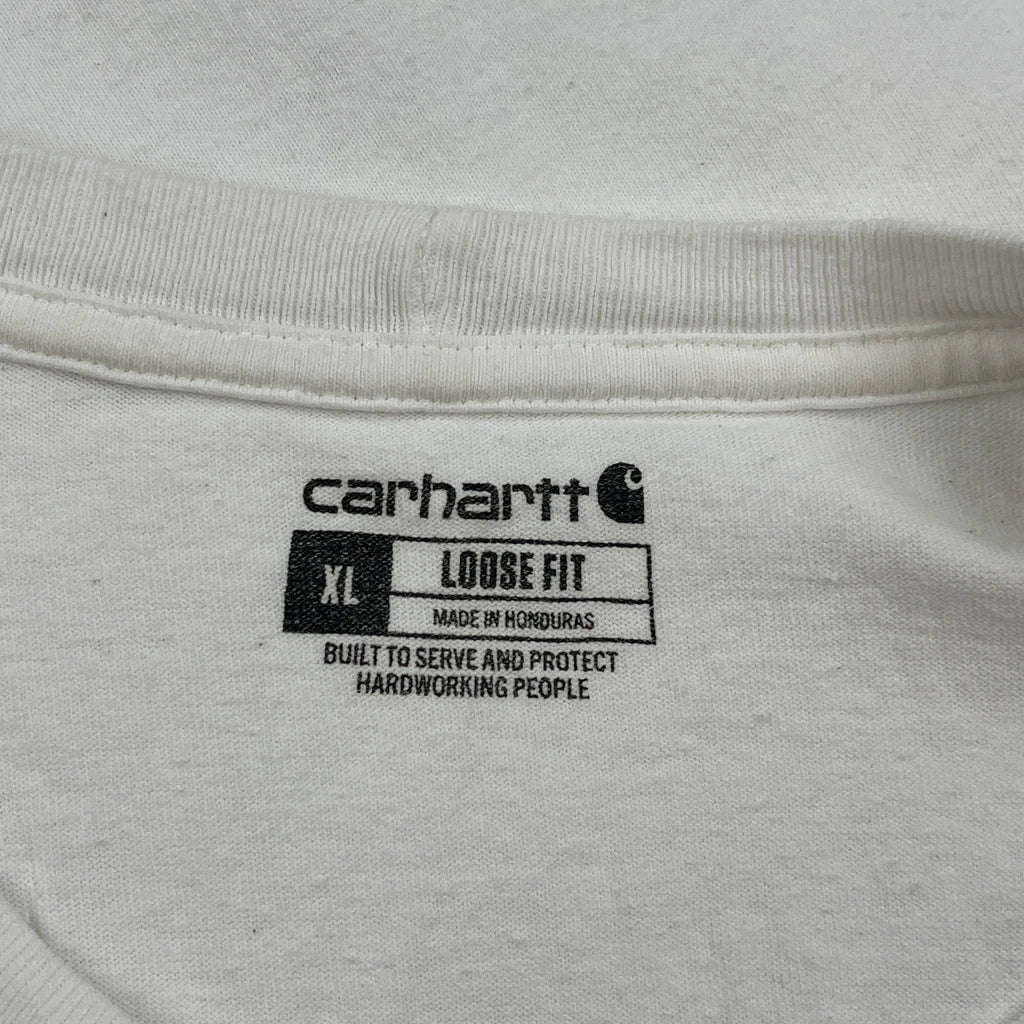 carhartt
XL
LOOSE FIT
MADE IN HONDURAS
BUILT TO SERVE AND PROTECT
HARDWORKING PEOPLE